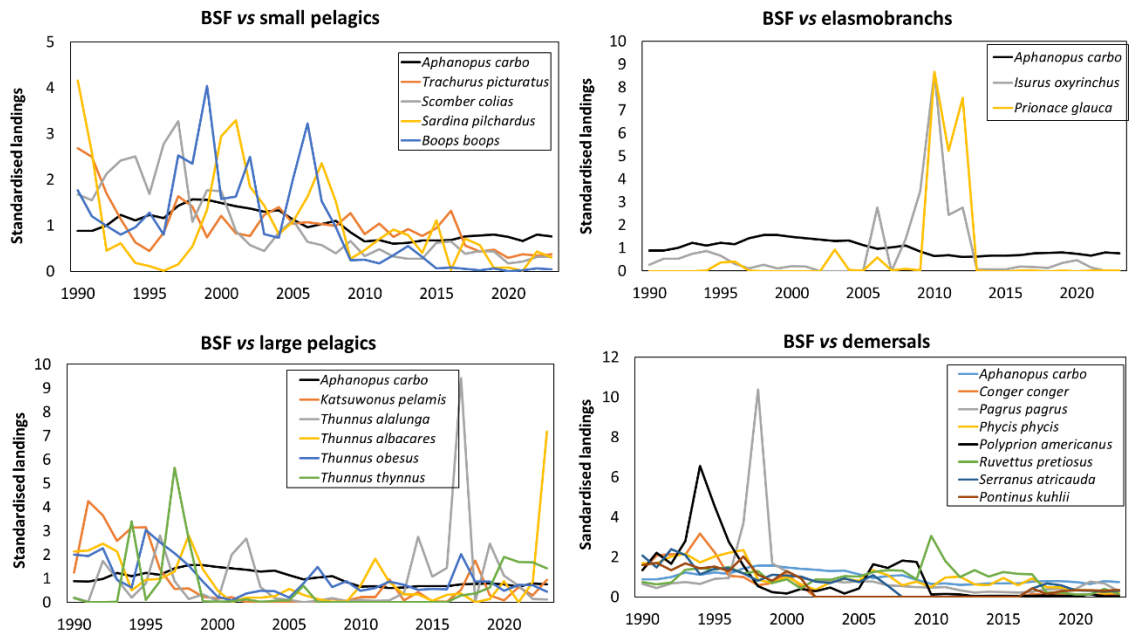 BSF vs small pelagics
Standardised landings
5
4
3
2
1
0
1990 1995 2000 2005 2010 2015 2020
Aphanopus carbo
Trachurus picturatus
Scomber colias
Sardina pilchardus
Boops boops
BSF vs elasmobranchs
Standardised landings
10
9
8
7
6
5
4
3
2
1
0
1990 1995 2000 2005 2010 2015 2020
Aphanopus carbo
Isurus oxyrinchus
Prionace glauca
BSF vs large pelagics
Standardised landings
10
9
8
7
6
5
4
3
2
1
0
1990 1995 2000 2005 2010 2015 2020
Aphanopus carbo
Katsuwonus pelamis
Thunnus alalunga
Thunnus albacares
Thunnus obesus
Thunnus thynnus
BSF vs demersals
Standardised landings
12
10
8
6
4
2
0
1990 1995 2000 2005 2010 2015 2020
Aphanopus carbo
Conger conger
Pagrus pagrus
Phycis phycis
Polyprion americanus
Ruvettus pretiosus
Serranus atricauda
Pontinus kuhlii